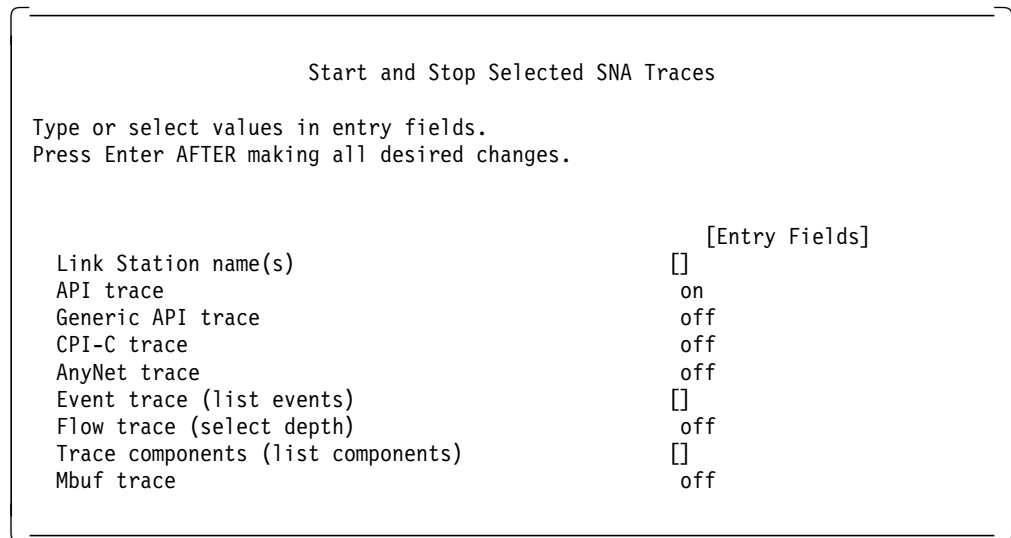 Start and Stop Selected SNA Traces
Type or select values in entry fields.
Press Enter AFTER making all desired changes.
[Entry Fields]
Link Station name(s) []
API trace on
Generic API trace off
CPI-C trace off
AnyNet trace off
Event trace (list events) []
Flow trace (select depth) off
Trace components (list components) []
Mbuf trace off